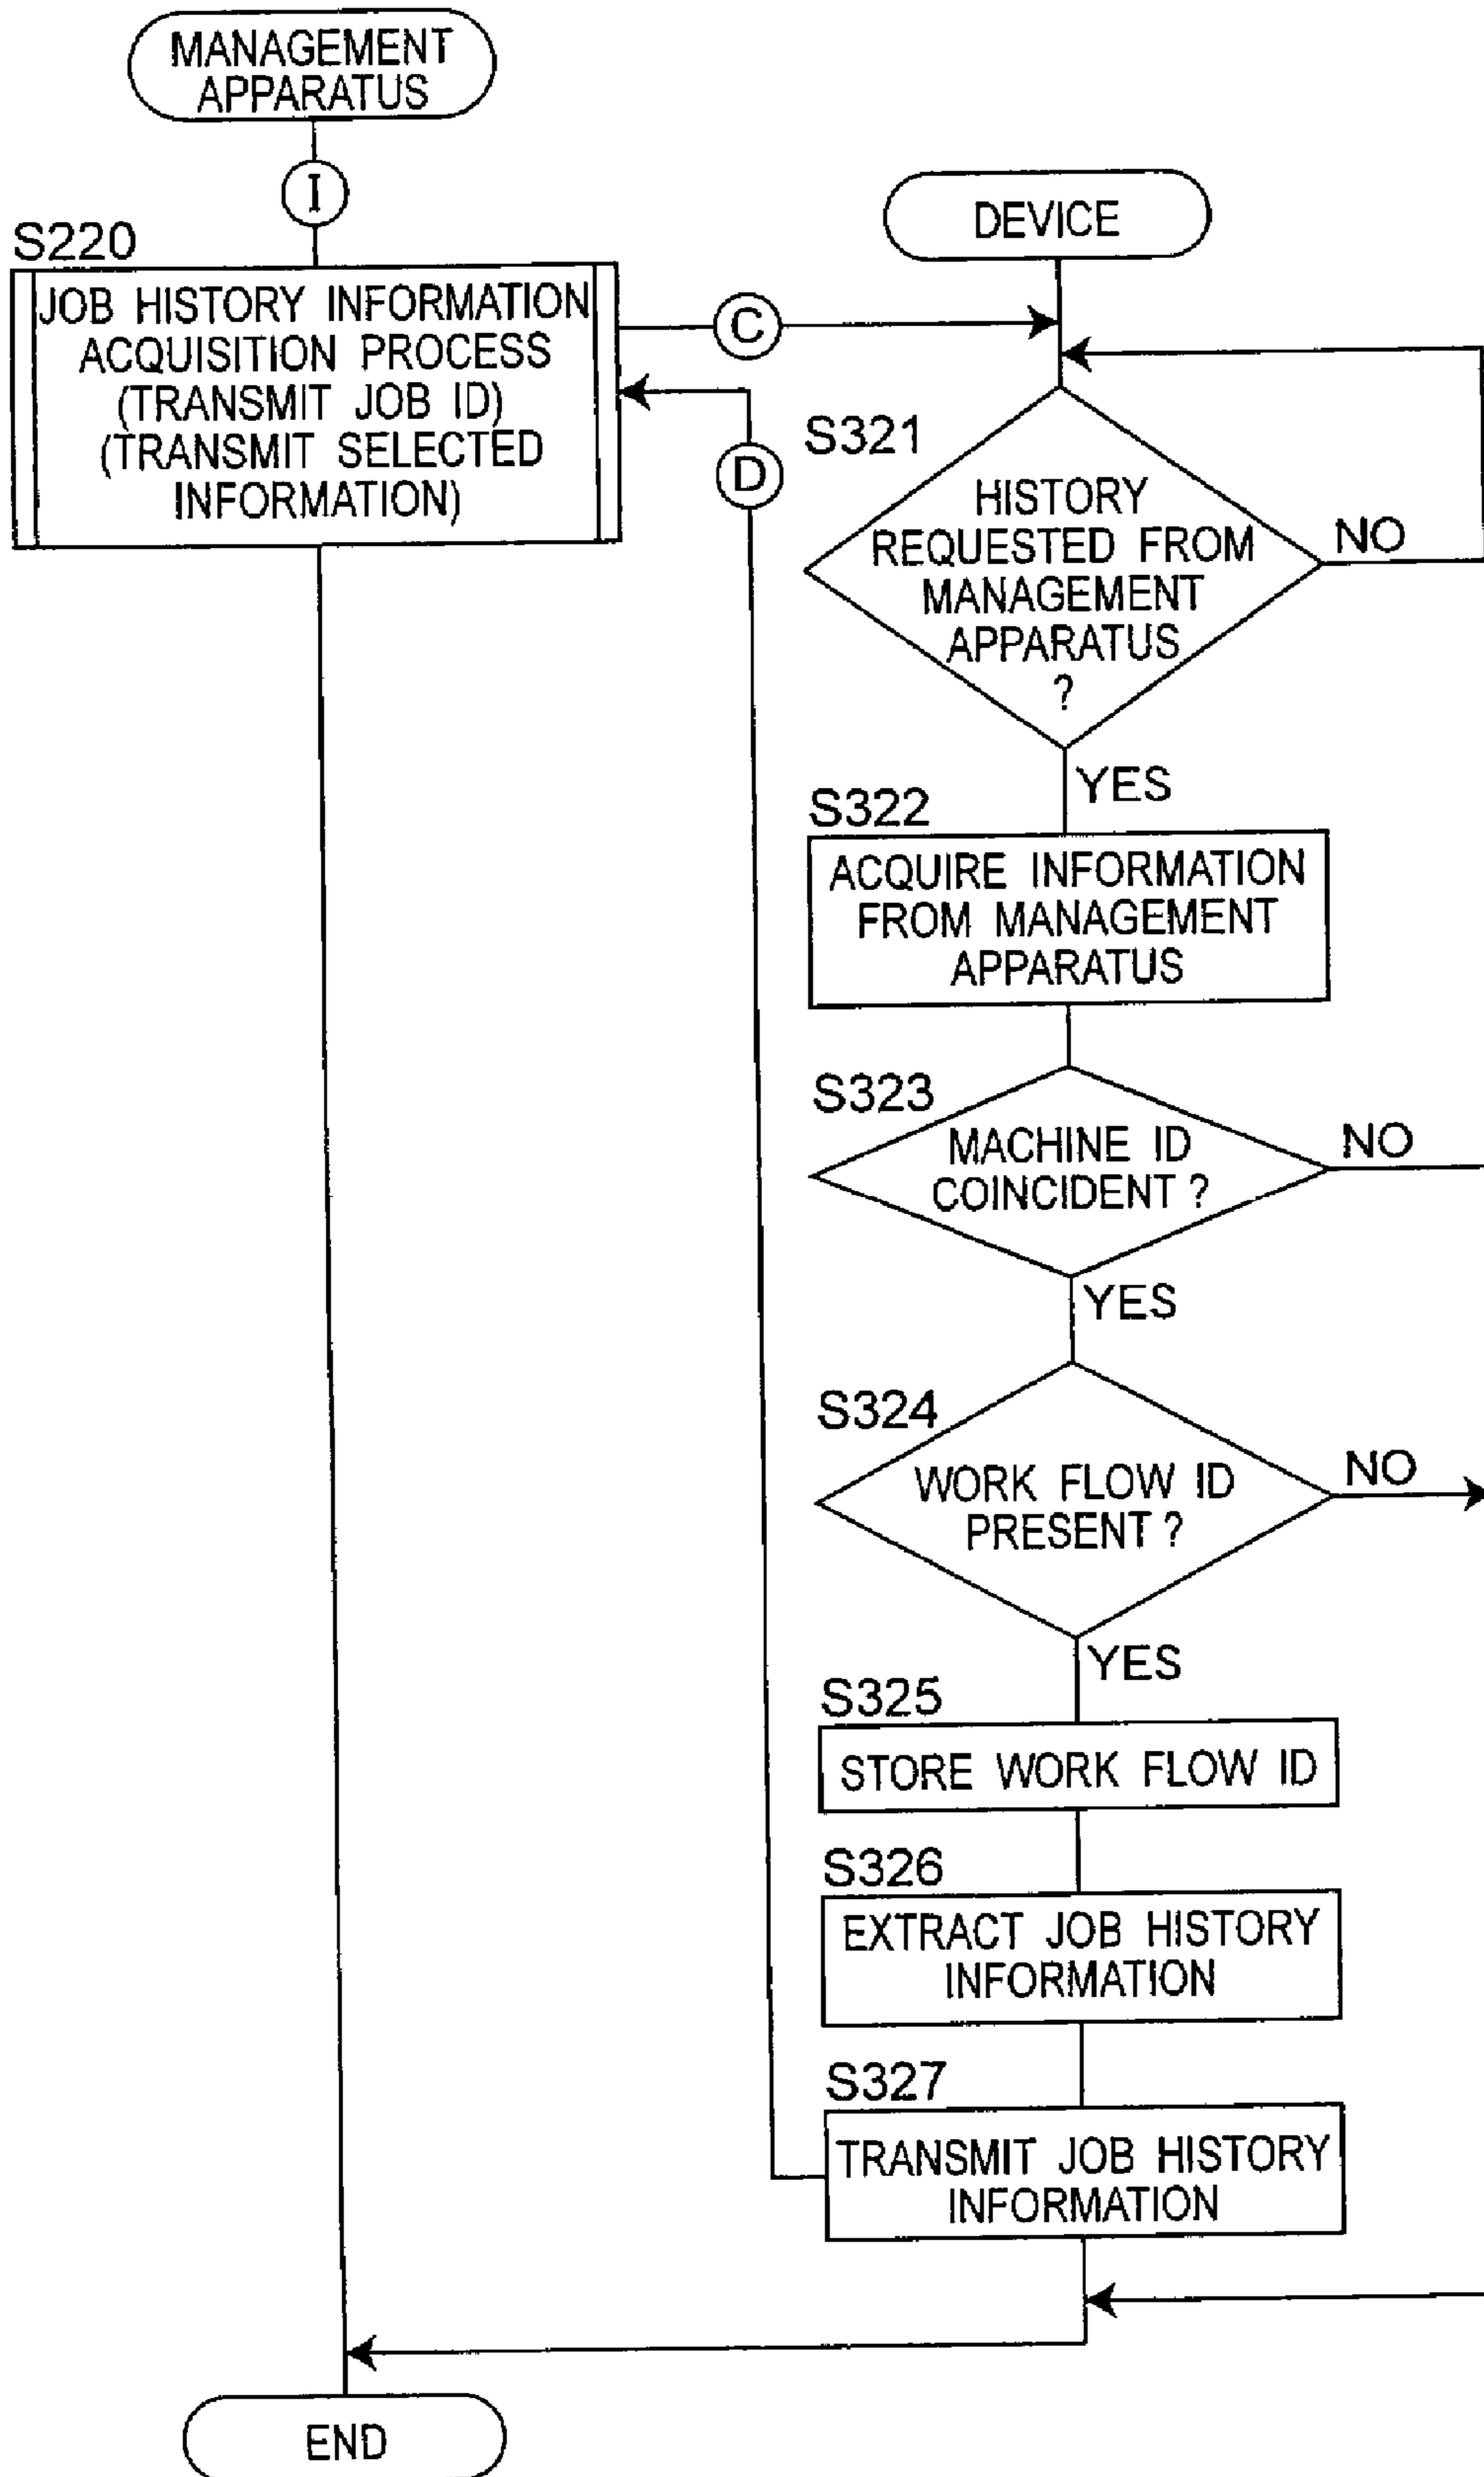 MANAGEMENT
APPARATUS
I
S220
JOB HISTORY INFORMATION
ACQUISITION PROCESS
(TRANSMIT JOB ID)
(TRANSMIT SELECTED
INFORMATION)
C
D
DEVICE
S321
HISTORY
REQUESTED FROM
MANAGEMENT
APPARATUS
?
NO
YES
S322
ACQUIRE INFORMATION
FROM MANAGEMENT
APPARATUS
S323
MACHINE ID
COINCIDENT ?
NO
YES
S324
WORK FLOW ID
PRESENT ?
NO
YES
S325
STORE WORK FLOW ID
S326
EXTRACT JOB HISTORY
INFORMATION
S327
TRANSMIT JOB HISTORY
INFORMATION
END